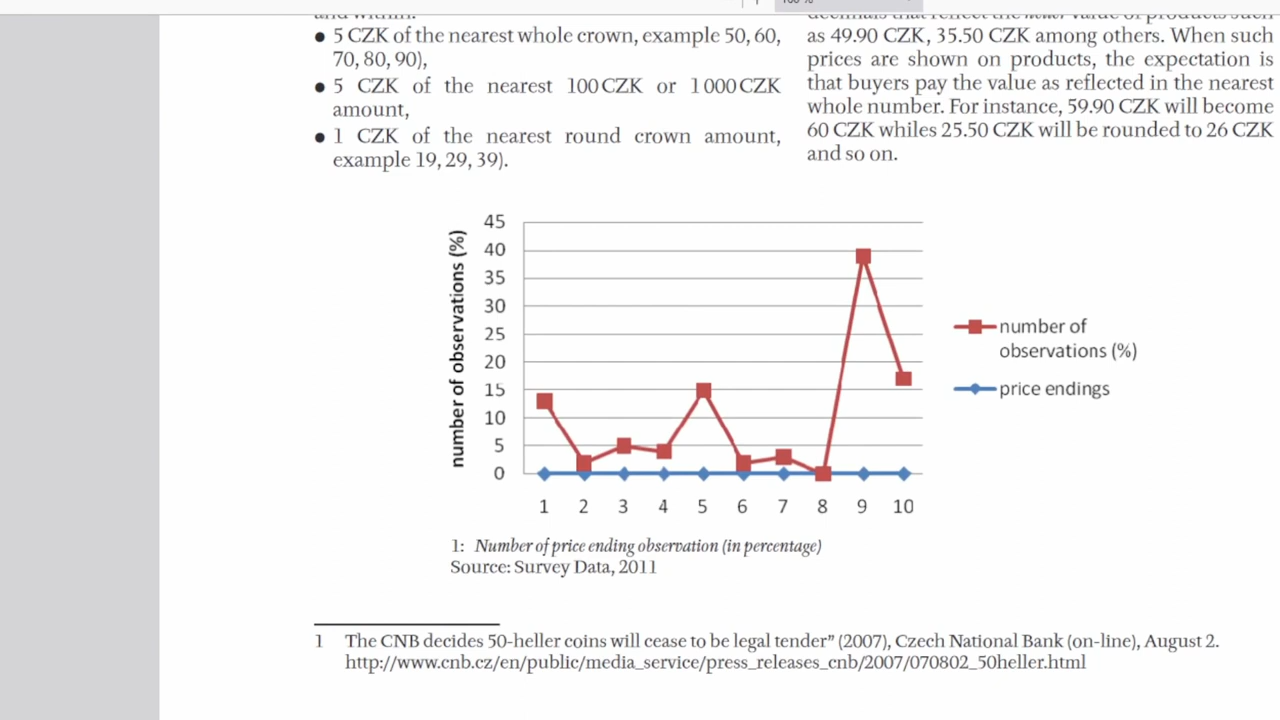 ● 5 CZK of the nearest whole crown, example 50, 60,
70, 80, 90),
● 5 CZK of the nearest 100 CZK or 1 000 CZK
amount,
● 1 CZK of the nearest round crown amount,
example 19, 29, 39).
as 49.90 CZK, 35.50 CZK among others. When such
prices are shown on products, the expectation is
that buyers pay the value as reflected in the nearest
whole number. For instance, 59.90 CZK will become
60 CZK whiles 25.50 CZK will be rounded to 26 CZK
and so on.
number of observations (%)
45
40
35
30
25
20
15
10
5
0
1 2 3 4 5 6 7 8 9 10
number of
observations (%)
price endings
1: Number of price ending observation (in percentage)
Source: Survey Data, 2011
1 The CNB decides 50-heller coins will cease to be legal tender” (2007), Czech National Bank (on-line), August 2.
http://www.cnb.cz/en/public/media_service/press_releases_cnb/2007/070802_50heller.html